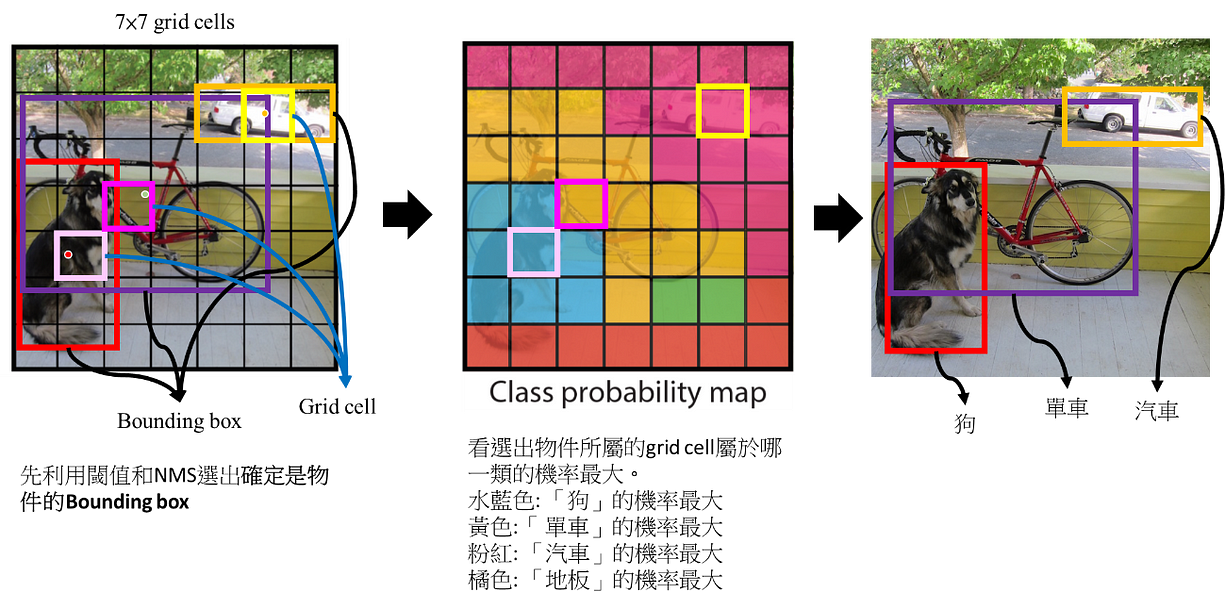 7×7 grid cells
Bounding box
Grid cell
先利用閾值和NMS選出確定是物
件的Bounding box
Class probability map
看選出物件所屬的grid cell屬於哪
一類的機率最大。
水藍色:「狗」的機率最大
黃色:「單車」的機率最大
粉紅:「汽車」的機率最大
橘色:「地板」的機率最大
狗
單車
汽車